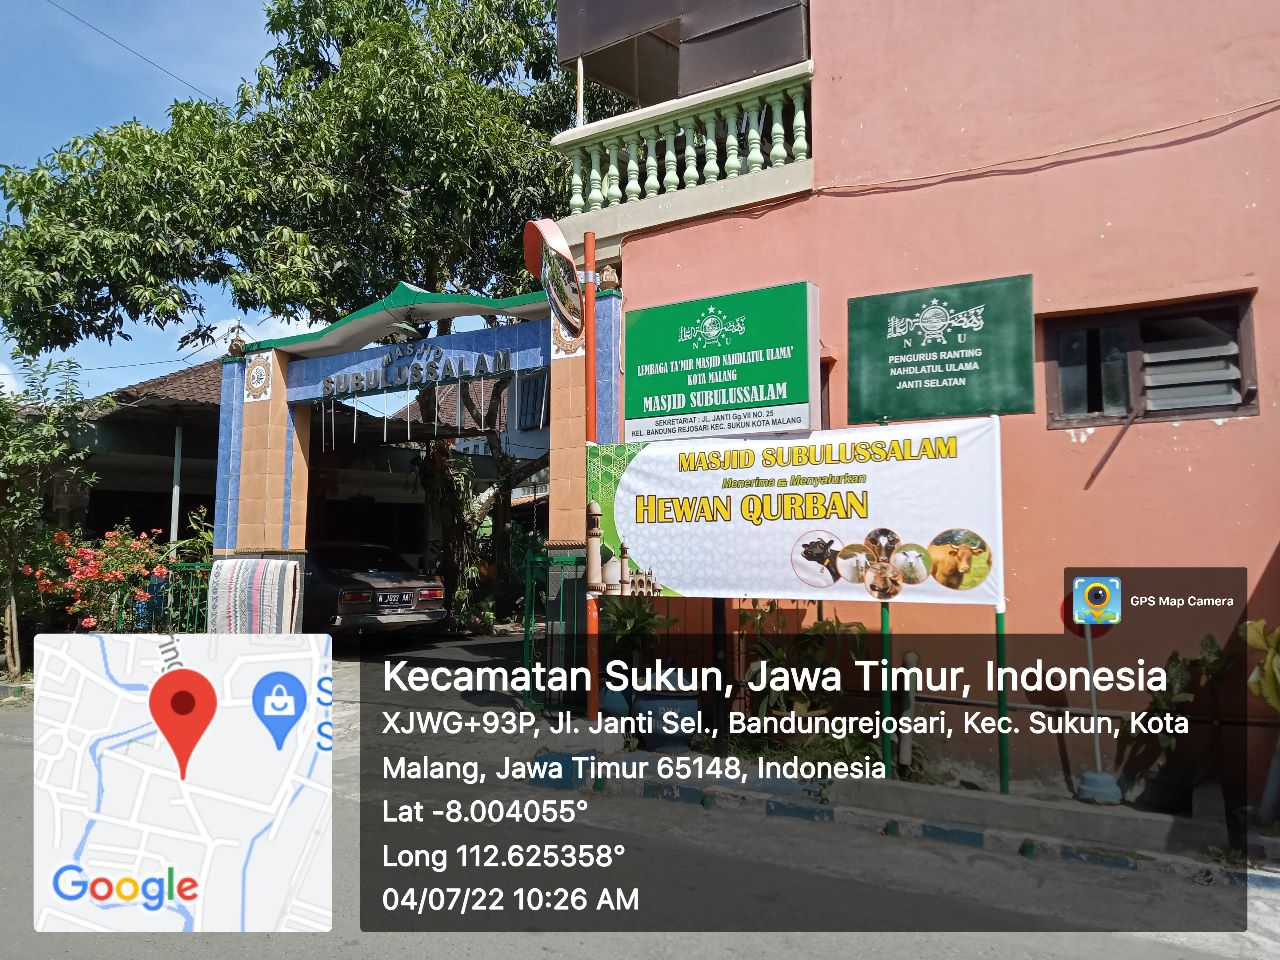 MASJID
SUBULUSSALAM
N U
LEMBAGA TA'MIR MASJID NAHDLATUL ULAMA'
KOTA MALANG
MASJID SUBULUSSALAM
SEKRETARIAT : JL. JANTI Gg.VII NO. 25
KEL. BANDUNG REJOSARI KEC. SUKUN KOTA MALANG
N U
PENGURUS RANTING
NAHDLATUL ULAMA
JANTI SELATAN
MASJID SUBULUSSALAM
Menerima & Menyalurkan
HEWAN QURBAN
GPS Map Camera
Kecamatan Sukun, Jawa Timur, Indonesia
XJWG+93P, Jl. Janti Sel., Bandungrejosari, Kec. Sukun, Kota
Malang, Jawa Timur 65148, Indonesia
Lat -8.004055°
Long 112.625358°
04/07/22 10:26 AM
Google